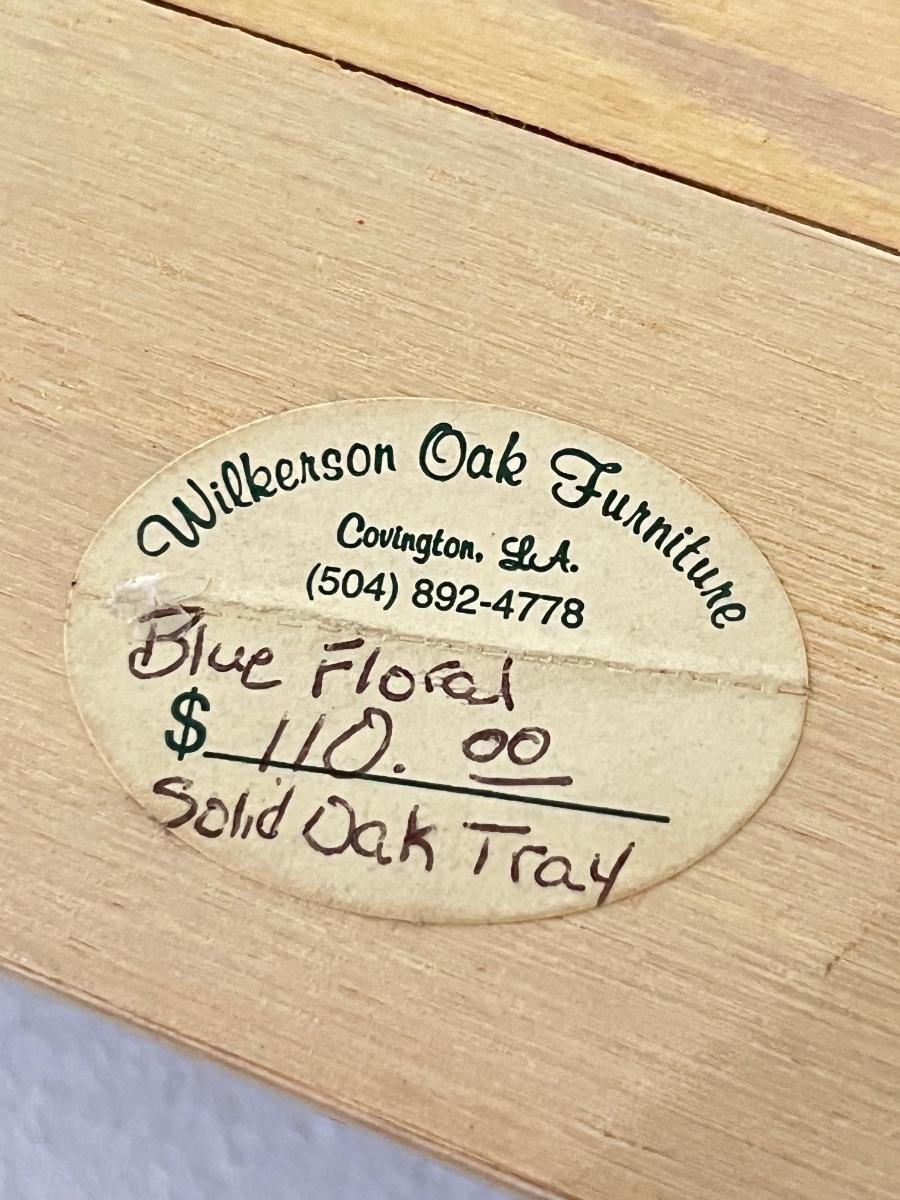 Wilkerson Oak Furniture
Covington, LA.
(504) 892-4778
Blue Floral
$ 110. 00
Solid Oak Tray